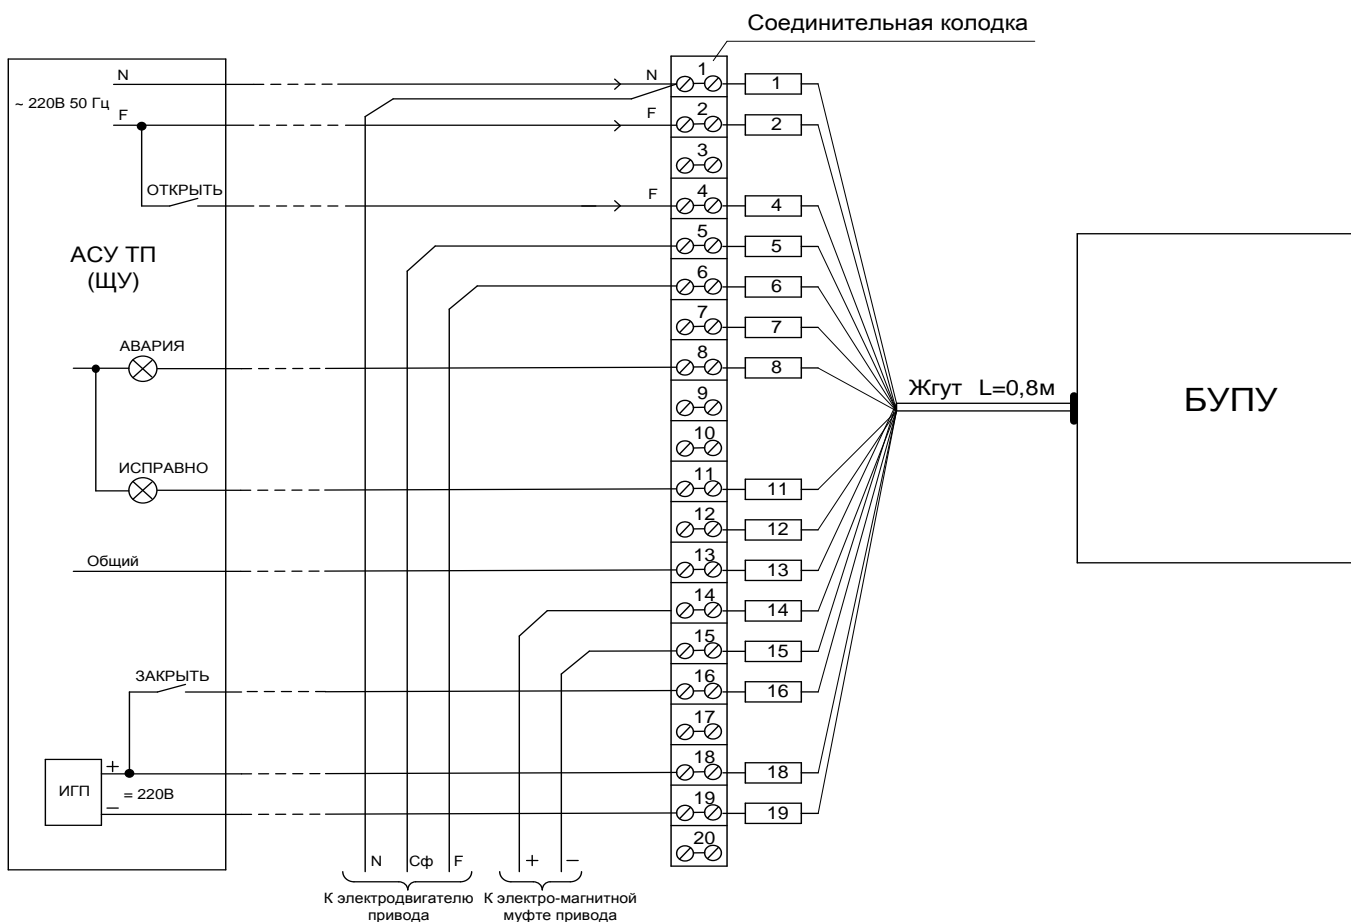 Соединительная колодка
N
N
1
1
~ 220В 50 Гц
F
F
2
2
3
ОТКРЫТЬ
F
4
4
АСУ ТП
(ЩУ)
5
5
6
6
7
7
АВАРИЯ
8
8
Жгут L=0,8м
БУПУ
9
10
ИСПРАВНО
11
11
12
12
Общий
13
13
14
14
15
15
ЗАКРЫТЬ
16
16
17
+
18
18
ИГП
= 220В
–
19
19
20
N
Сф
F
+
–
К электродвигателю
привода
К электро-магнитной
муфте привода